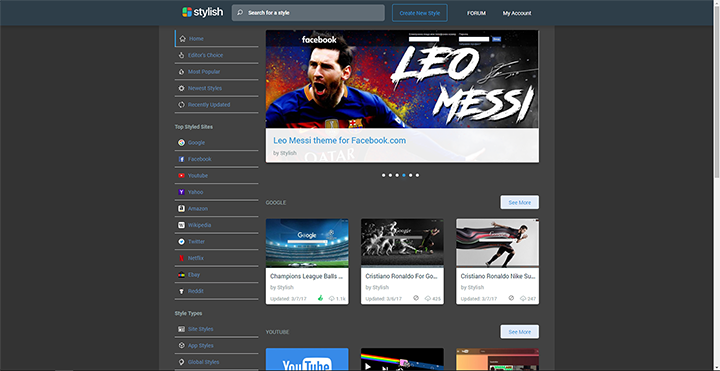 stylish
Search for a style
Create New Style
FORUM
My Account
Home
Editor's Choice
Most Popular
Newest Styles
Recently Updated
Top Styled Sites
Google
Facebook
Youtube
Yahoo
Amazon
Wikipedia
Twitter
Netflix
Ebay
Reddit
Style Types
Site Styles
App Styles
Global Styles
facebook
LEO
MESSI
Leo Messi theme for Facebook.com
by Stylish
QATAR
GOOGLE
See More
Google
Champions League Balls ...
by Stylish
Updated: 3/7/17
1.1k
Cristiano Ronaldo For Go...
by Stylish
Updated: 3/6/17
425
Cristiano Ronaldo Nike Su...
by Stylish
Updated: 3/7/17
247
YOUTUBE
See More
YouTube